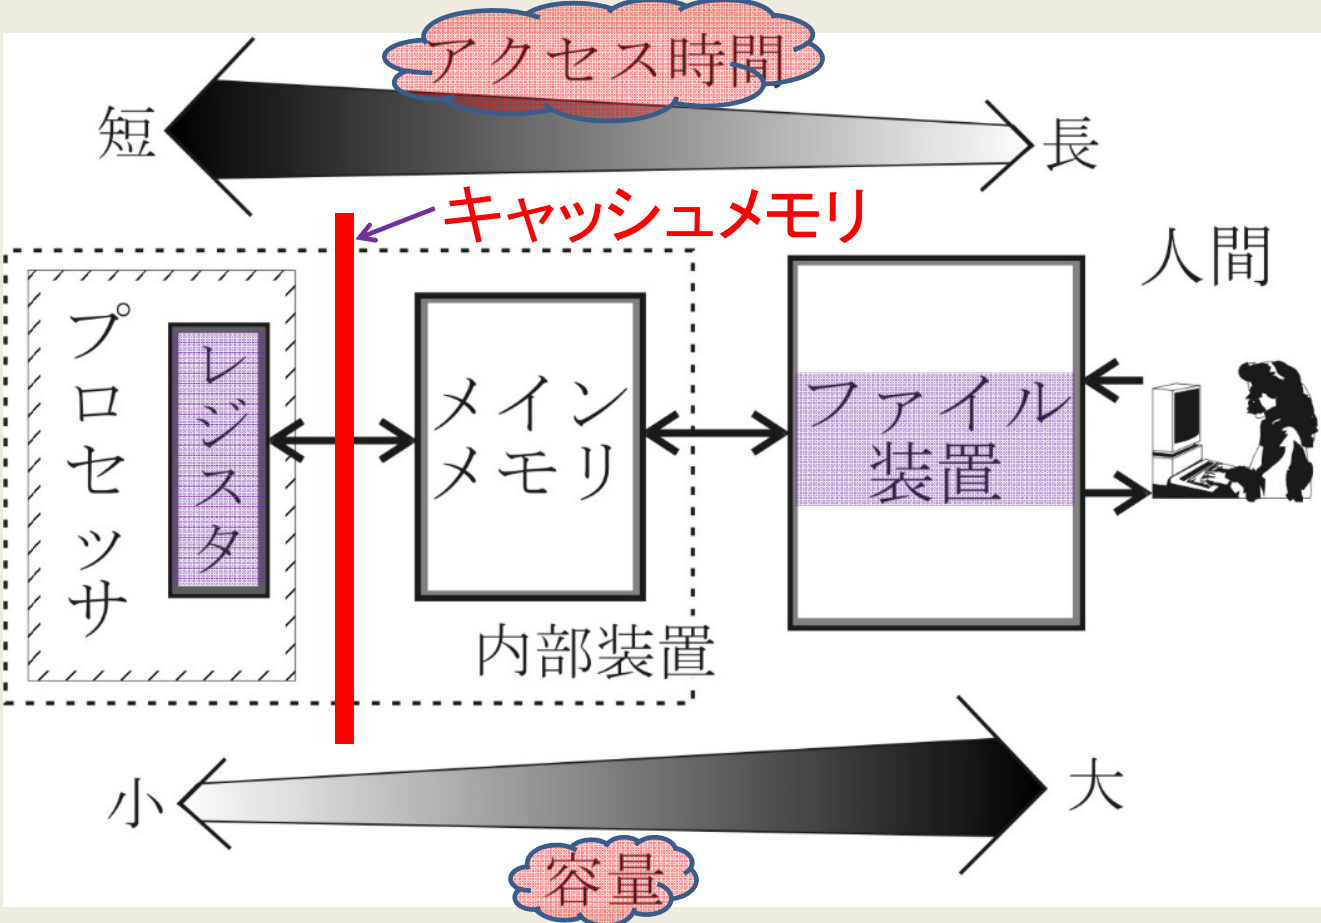 アクセス時間
短
長
キャッシュメモリ
人間
プロセッサ
レジスタ
メイン
メモリ
ファイル
装置
内部装置
小
大
容量